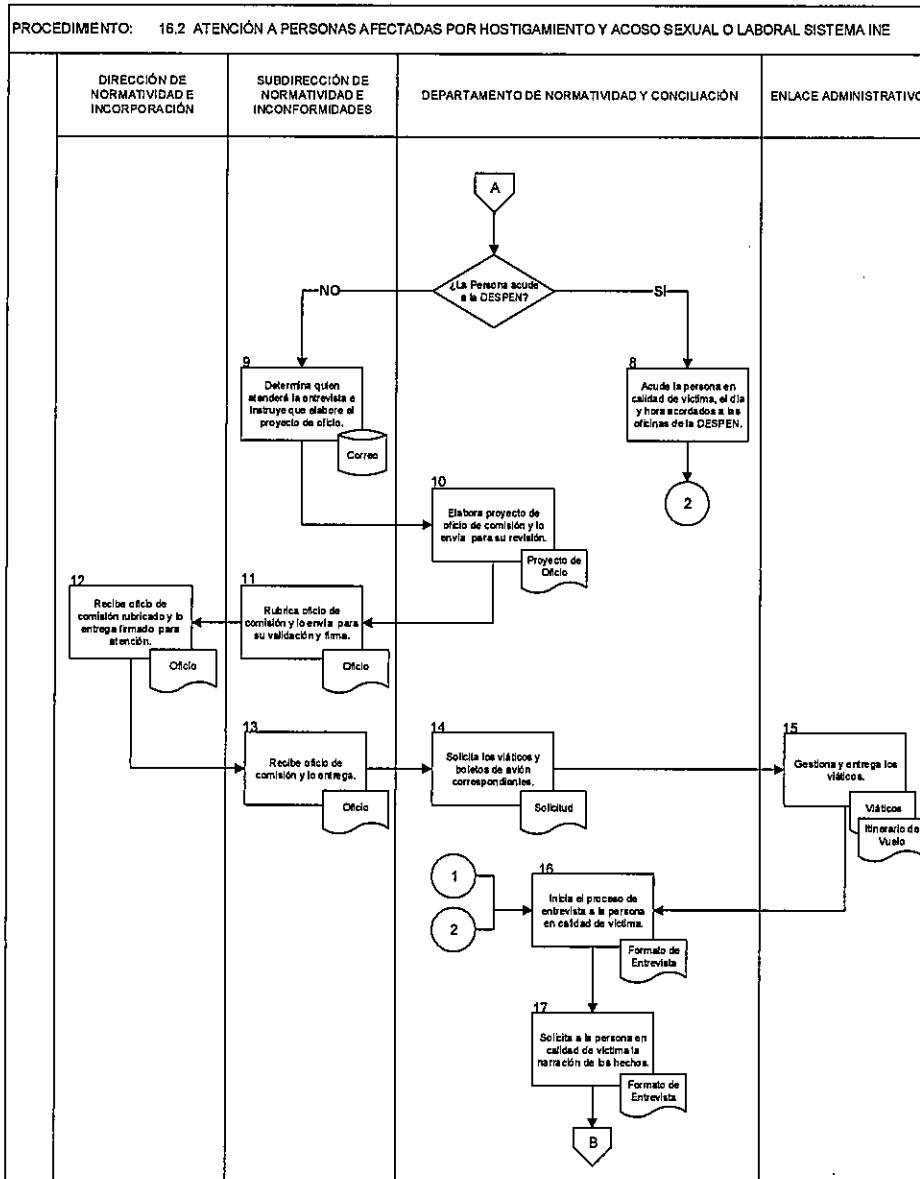 PROCEDIMIENTO: 16.2 ATENCIÓN A PERSONAS AFECTADAS POR HOSTIGAMIENTO Y ACOSO SEXUAL O LABORAL SISTEMA INE
DIRECCIÓN DE
NORMATIVIDAD E
INCORPORACIÓN
SUBDIRECCIÓN DE
NORMATIVIDAD E
INCONFORMIDADES
DEPARTAMENTO DE NORMATIVIDAD Y CONCILIACIÓN
ENLACE ADMINISTRATIVO
A
¿La Persona acude
a la DESPEN?
NO
SI
9
Determina quien
atenderá la entrevista e
instruye que elabore el
proyecto de oficio.
Correo
8
Acude la persona en
calidad de víctima, el día
y hora acordados a las
oficinas de la DESPEN.
2
10
Elabora proyecto de
oficio de comisión y lo
envía para su revisión.
Proyecto de
Oficio
12
Recibe oficio de
comisión rubricado y lo
entrega firmado para
atención.
Oficio
11
Rubrica oficio de
comisión y lo envía para
su validación y firma.
Oficio
13
Recibe oficio de
comisión y lo entrega.
Oficio
14
Solicita los viáticos y
boletos de avión
correspondientes.
Solicitud
15
Gestiona y entrega los
viáticos.
Viáticos
Itinerario de
Vuelo
1
2
16
Inicia el proceso de
entrevista a la persona
en calidad de víctima.
Formato de
Entrevista
17
Solicita a la persona en
calidad de víctima la
narración de los hechos.
Formato de
Entrevista
B